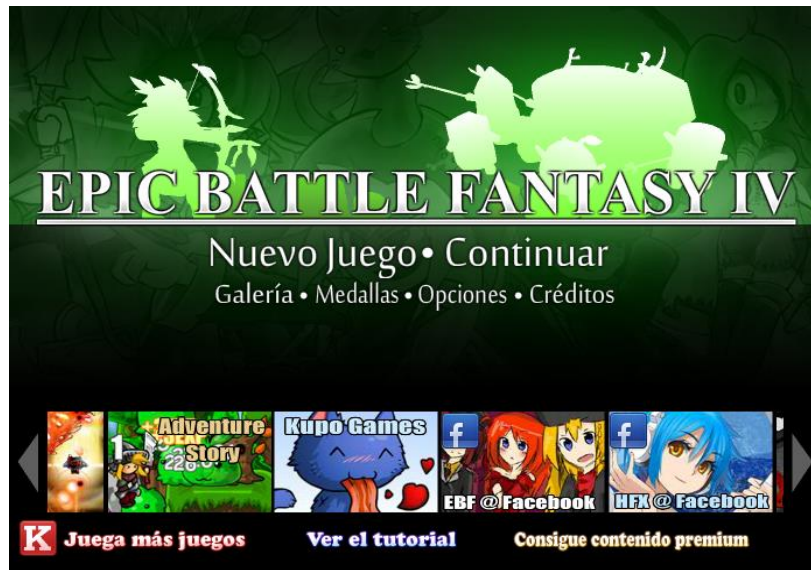 EPIC BATTLE FANTASY IV
Nuevo Juego • Continuar
Galería • Medallas • Opciones • Créditos
Adventure
Story
Kupo Games
f
EBF @ Facebook
f
HFX @ Facebook
K Juega más juegos
Ver el tutorial
Consigue contenido premium